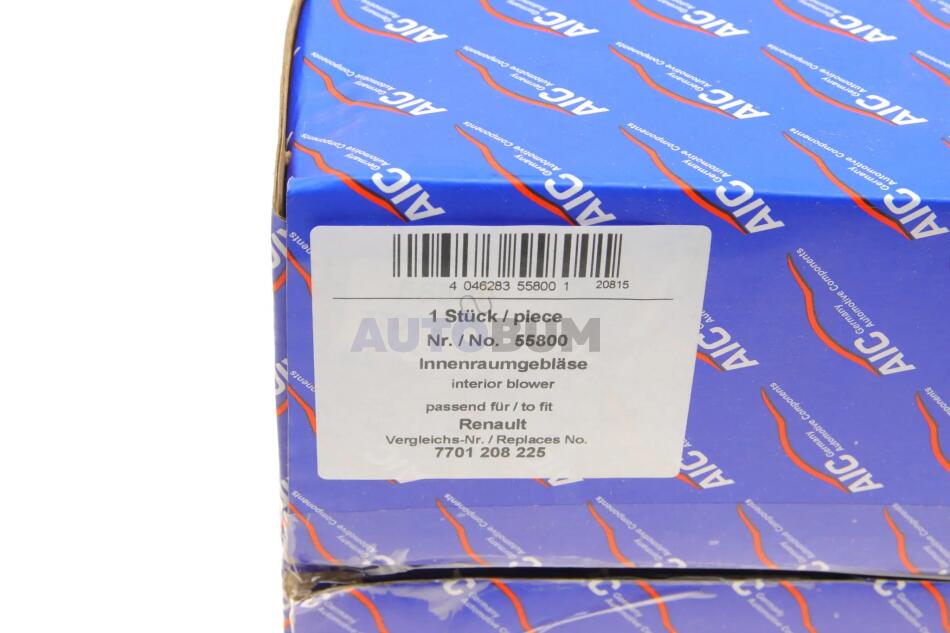 AIC
Germany
Automotive Components
4 046283 55800 1 20815
1 Stück / piece
AUTOBUM
Nr. / No. 55800
Innenraumgebläse
interior blower
passend für / to fit
Renault
Vergleichs-Nr. / Replaces No.
7701 208 225